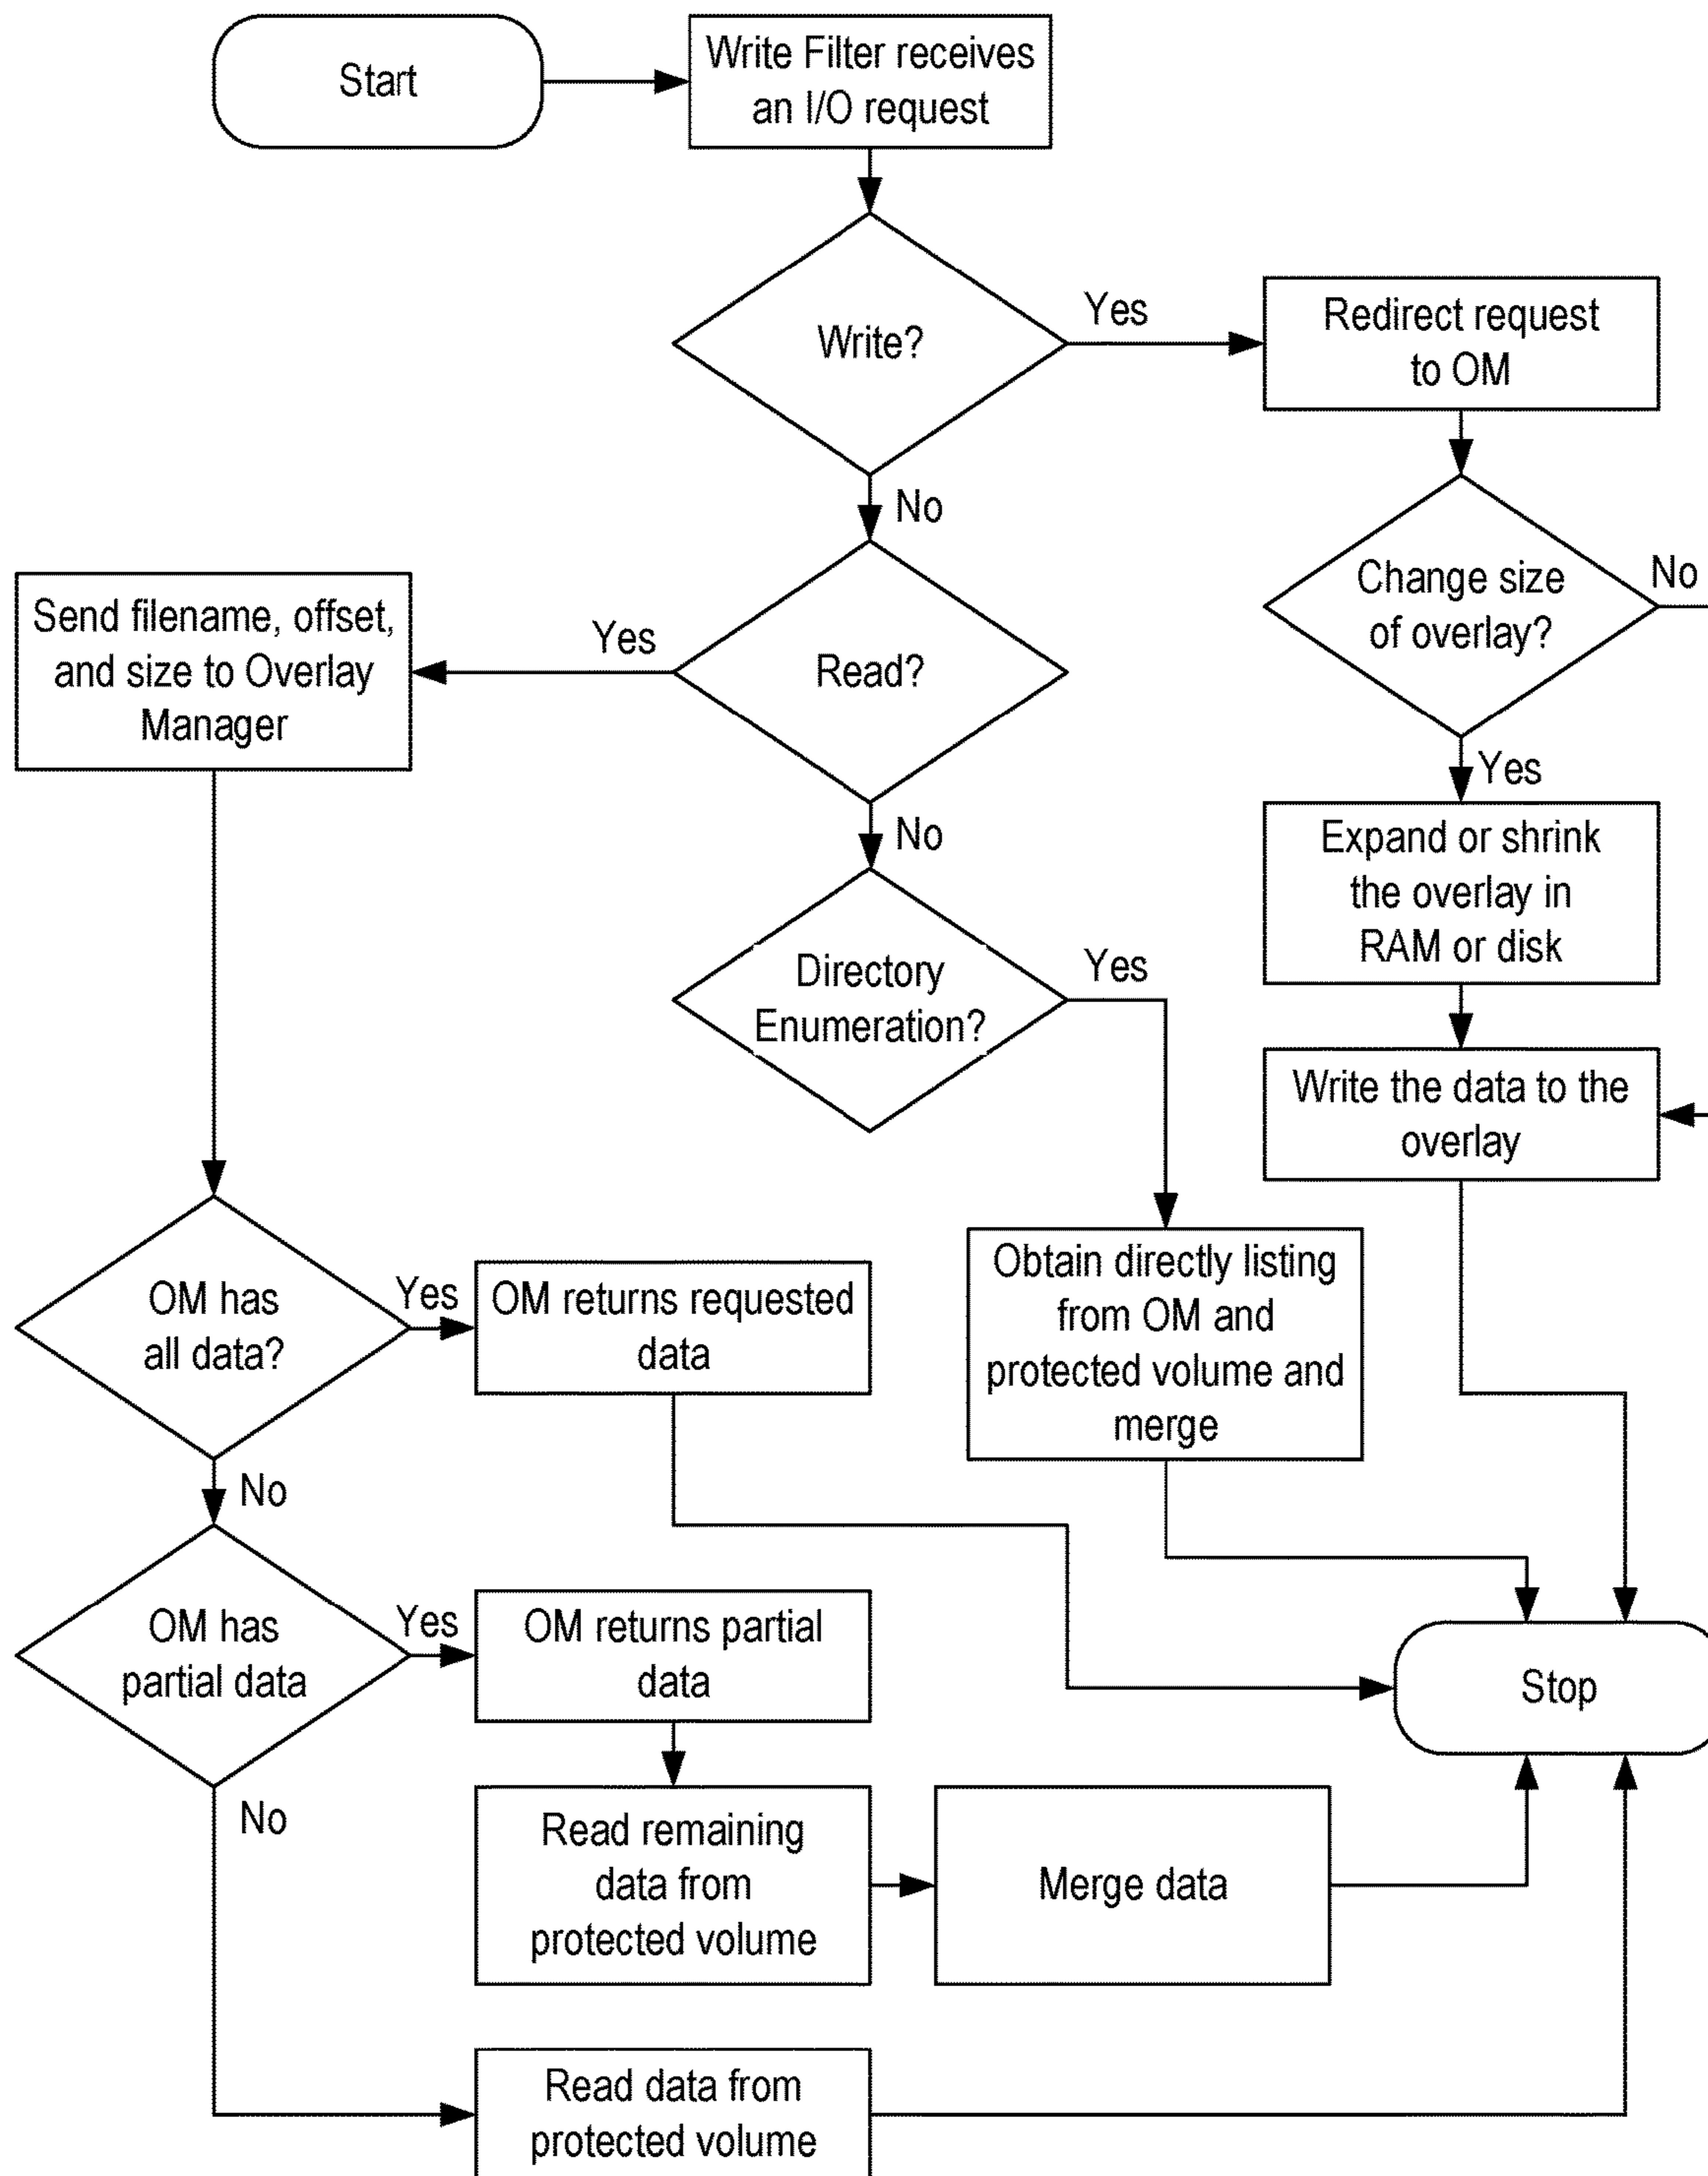 Start
Write Filter receives
an I/O request
Write?
Yes
Redirect request
to OM
No
Change size
of overlay?
No
Send filename, offset,
and size to Overlay
Manager
Yes
Read?
Yes
No
Expand or shrink
the overlay in
RAM or disk
Directory
Enumeration?
Yes
Write the data to the
overlay
Obtain directly listing
from OM and
protected volume and
merge
OM has
all data?
Yes
OM returns requested
data
No
OM has
partial data
Yes
OM returns partial
data
Stop
No
Read remaining
data from
protected volume
Merge data
Read data from
protected volume